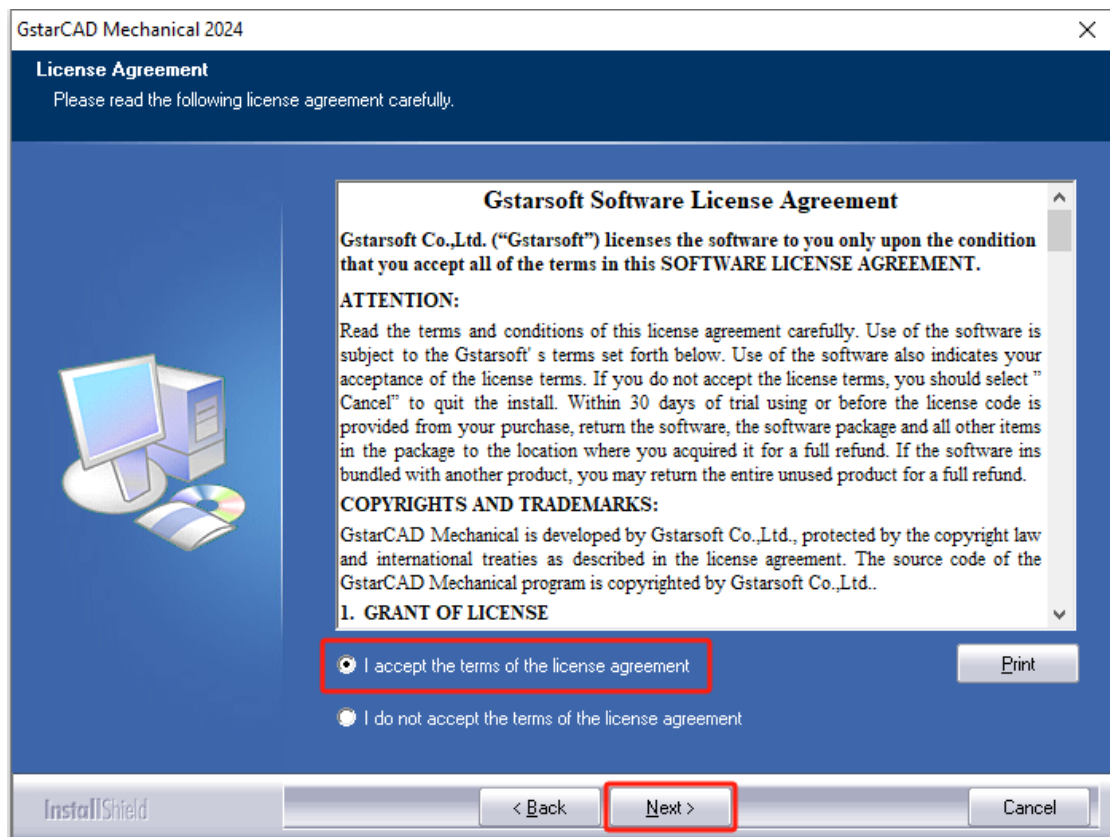 GstarCAD Mechanical 2024
License Agreement
Please read the following license agreement carefully.
Gstarsoft Software License Agreement
Gstarsoft Co.,Ltd. (“Gstarsoft”) licenses the software to you only upon the condition
that you accept all of the terms in this SOFTWARE LICENSE AGREEMENT.
ATTENTION:
Read the terms and conditions of this license agreement carefully. Use of the software is
subject to the Gstarsoft' s terms set forth below. Use of the software also indicates your
acceptance of the license terms. If you do not accept the license terms, you should select ”
Cancel” to quit the install. Within 30 days of trial using or before the license code is
provided from your purchase, return the software, the software package and all other items
in the package to the location where you acquired it for a full refund. If the software ins
bundled with another product, you may return the entire unused product for a full refund.
COPYRIGHTS AND TRADEMARKS:
GstarCAD Mechanical is developed by Gstarsoft Co.,Ltd., protected by the copyright law
and international treaties as described in the license agreement. The source code of the
GstarCAD Mechanical program is copyrighted by Gstarsoft Co.,Ltd..
1. GRANT OF LICENSE
I accept the terms of the license agreement
Print
I do not accept the terms of the license agreement
InstallShield
< Back
Next >
Cancel